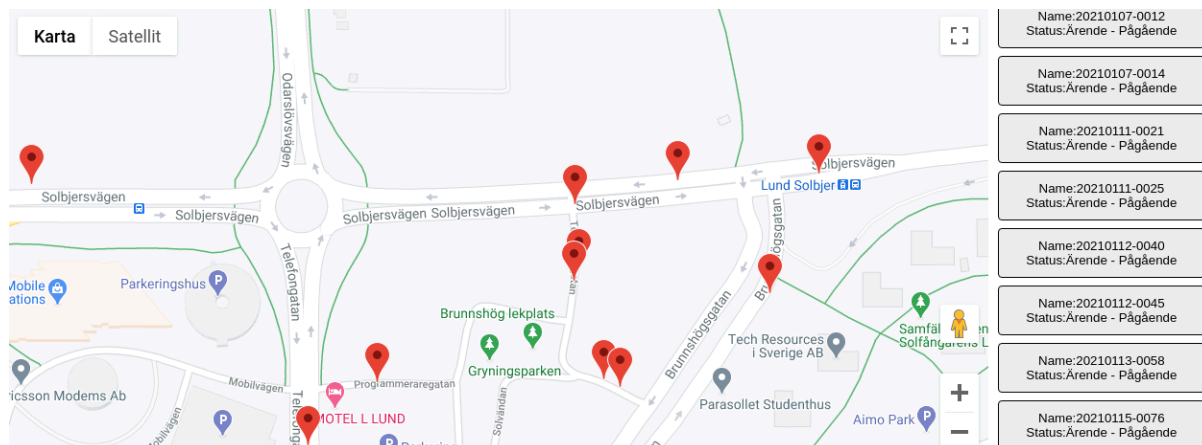 Karta
Satellit
Odarslövsvägen
Solbjersvägen
Solbjersvägen
Solbjersvägen
Solbjersvägen Solbjersvägen
Solbjersvägen
Lund Solbjer
Telefongatan
Brunnshögsgatan
Mobile
ations
Parkeringshus
Brunnshög lekplats
Gryningsparken
Tech Resources
i Sverige AB
Solfångarens L
ricsson Modems Ab
Mobilvägen
Programmeraregatan
MOTEL L LUND
Solvändan
Parasollet Studenthus
Aimo Park
Mobilvägen
Name:20210107-0012
Status:Ärende - Pågående
Name:20210107-0014
Status:Ärende - Pågående
Name:20210111-0021
Status:Ärende - Pågående
Name:20210111-0025
Status:Ärende - Pågående
Name:20210112-0040
Status:Ärende - Pågående
Name:20210112-0045
Status:Ärende - Pågående
Name:20210113-0058
Status:Ärende - Pågående
Name:20210115-0076
Status:Ärende - Pågående